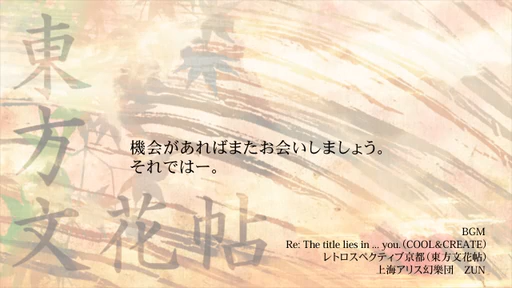 東方文花帖
機会があればまたお会いしましょう。
それではー。
BGM
Re: The title lies in ... you.（COOL&CREATE）
レトロスペクティブ京都（東方文花帖）
上海アリス幻樂団　ZUN